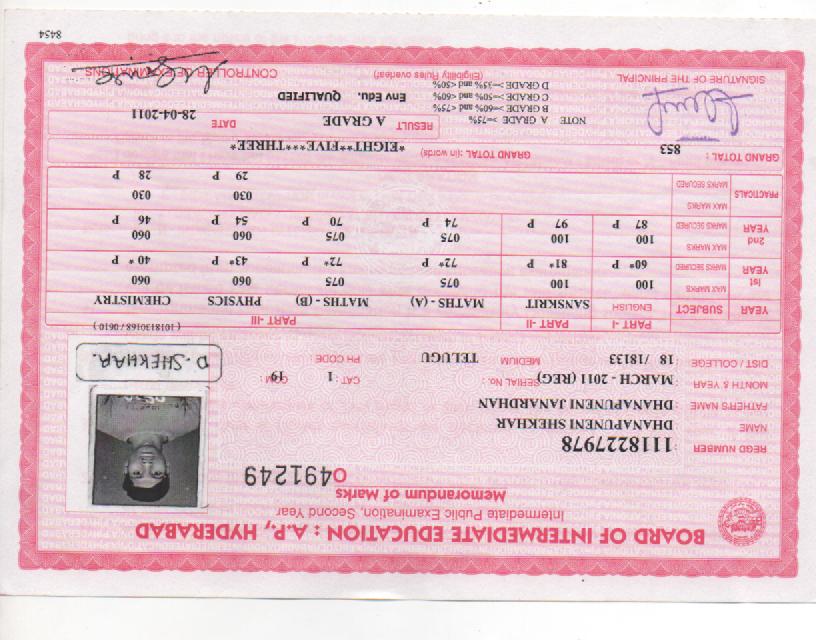 BOARD OF INTERMEDIATE EDUCATION : A.P, HYDERABAD
Intermediate Public Examination, Second Year
Memorandum of Marks
O491249
REGD NUMBER : 1118227978
NAME : DHANAPUNENI SHEKHAR
FATHER'S NAME : DHANAPUNENI JANARDHAN
MONTH & YEAR : MARCH - 2011 (REG) SERIAL No. : CAT : 1 COM : 19
DIST / COLLEGE : 18 / 18133 MEDIUM : TELUGU PH CODE :
D. SHEKHAR.
(1018130168 / 0610)
PART - I PART - II PART - III
YEAR SUBJECT ENGLISH SANSKRIT MATHS - (A) MATHS - (B) PHYSICS CHEMISTRY
1st YEAR MAX MARKS 100 100 075 075 060 060
MARKS SECURED 60* P 81* P 72* P 72* P 43* P 40 * P
2nd YEAR MAX MARKS 100 100 075 075 060 060
MARKS SECURED 87 P 97 P 74 P 70 P 54 P 46 P
PRACTICALS MAX MARKS 030 030
MARKS SECURED 29 P 28 P
GRAND TOTAL : 853 GRAND TOTAL (in words): *EIGHT**FIVE***THREE*
NOTE A GRADE >=75% RESULT A GRADE DATE 28-04-2011
B GRADE >=60% and <75%
C GRADE >=50% and <60% Env Edu. QUALIFIED
D GRADE >=35% and <50%
(Eligibility Rules overleaf)
SIGNATURE OF THE PRINCIPAL CONTROLLER OF EXAMINATIONS
8454